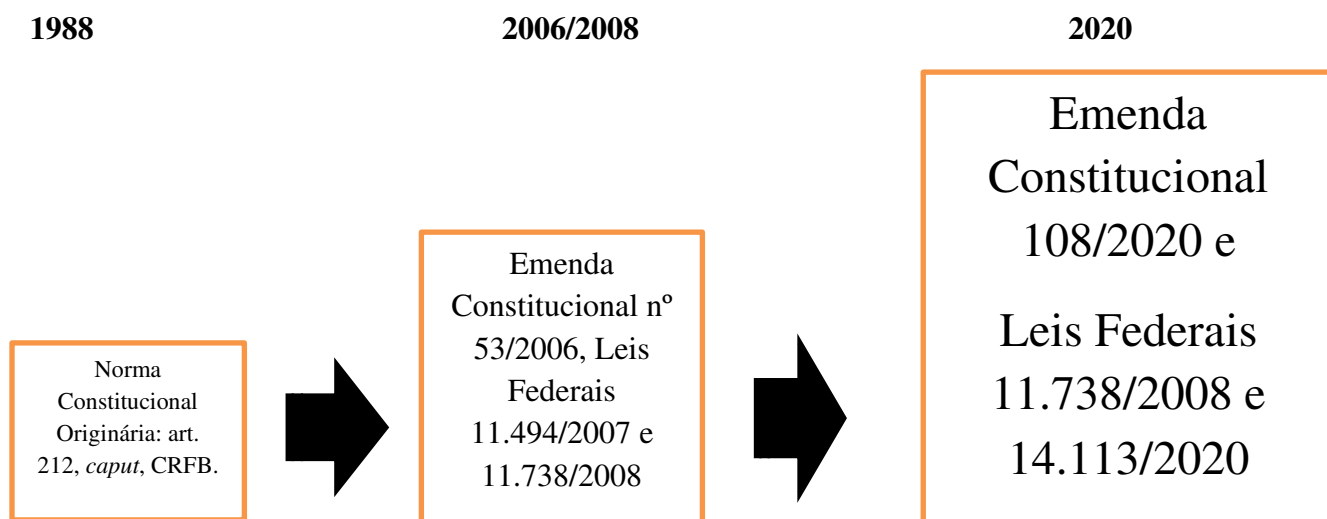 1988
2006/2008
2020
Norma
Constitucional
Originária: art.
212, caput, CRFB.
Emenda
Constitucional nº
53/2006, Leis
Federais
11.494/2007 e
11.738/2008
Emenda
Constitucional
108/2020 e
Leis Federais
11.738/2008 e
14.113/2020